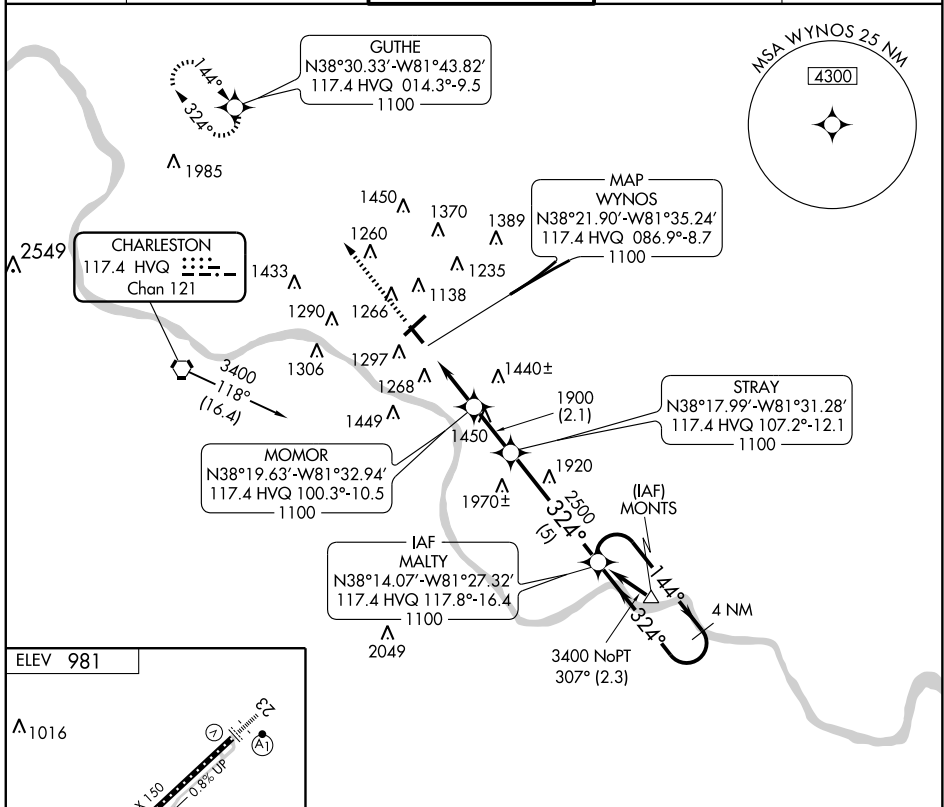 GUTHE
N38°30.33'-W81°43.82'
117.4 HVQ 014.3°-9.5
1100
144°
324°
MSA WYNOS 25 NM
4300
1985
2549
CHARLESTON
117.4 HVQ
Chan 121
MAP
WYNOS
N38°21.90'-W81°35.24'
117.4 HVQ 086.9°-8.7
1100
1450
1370
1389
1260
1235
1433
1138
1266
1290
1306
1297
1268
1440±
1449
1450
3400
118°
(16.4)
1900
(2.1)
STRAY
N38°17.99'-W81°31.28'
117.4 HVQ 107.2°-12.1
1100
MOMOR
N38°19.63'-W81°32.94'
117.4 HVQ 100.3°-10.5
1100
1920
1970±
2500
324°
(5)
(IAF)
MONTS
IAF
MALTY
N38°14.07'-W81°27.32'
117.4 HVQ 117.8°-16.4
1100
144°
324°
4 NM
3400 NoPT
307° (2.3)
2049
ELEV 981
1016
23
V
A1
X 150
0.8% UP